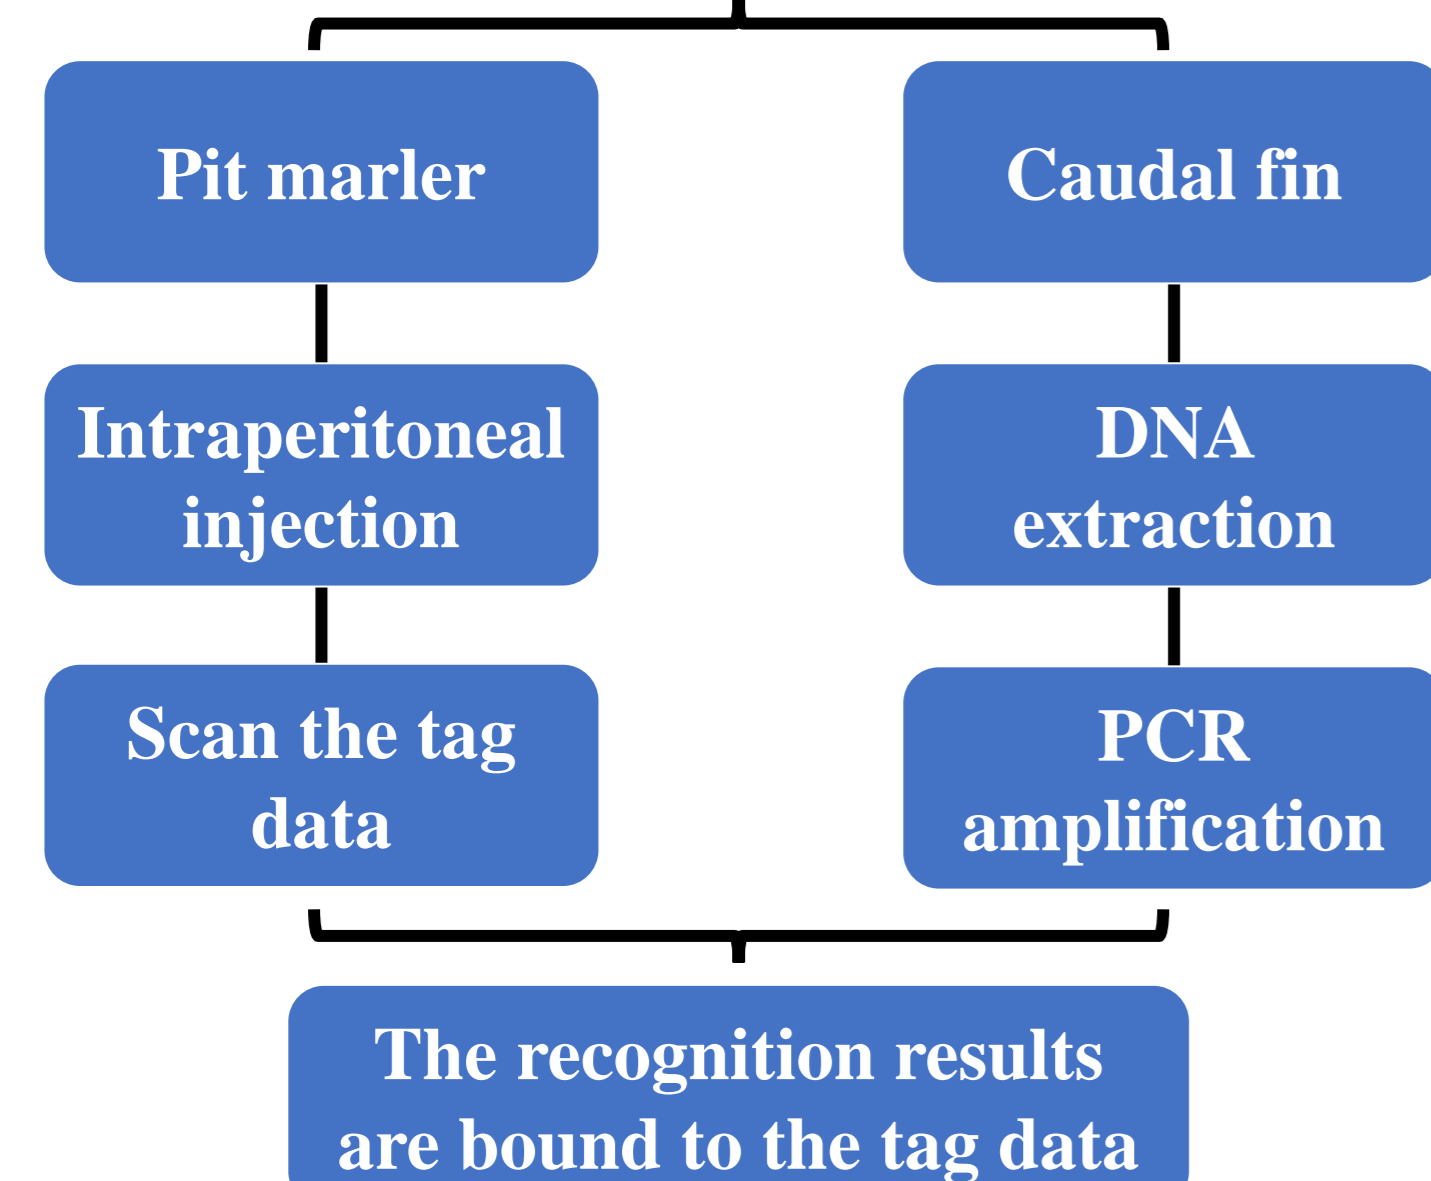 Pit marler
Caudal fin
Intraperitoneal
injection
DNA
extraction
Scan the tag
data
PCR
amplification
The recognition results
are bound to the tag data